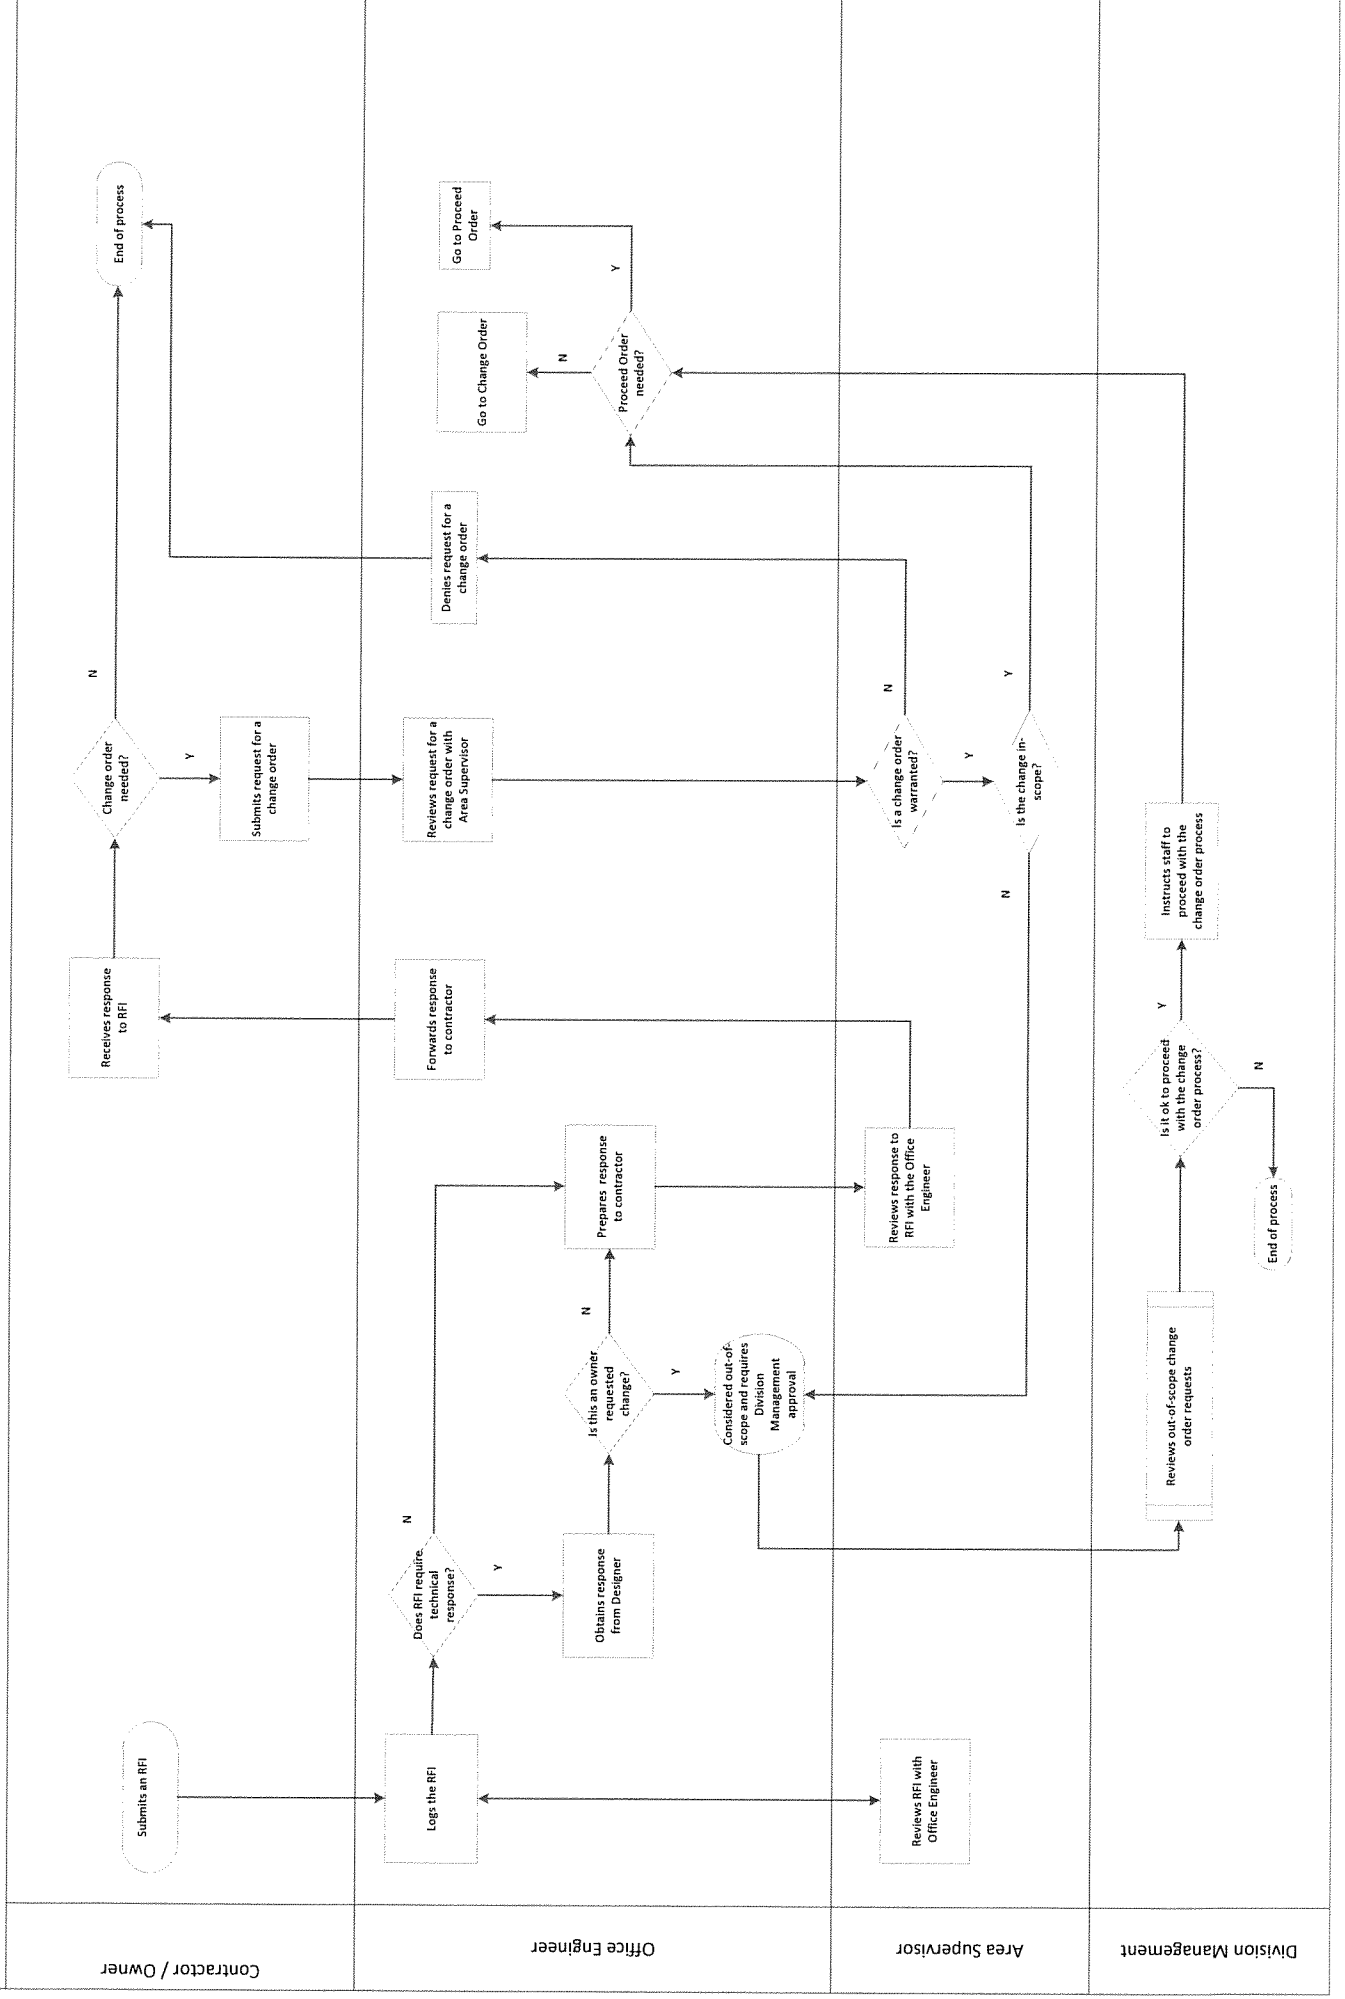 Contractor / Owner
Submits an RFI
Receives response
to RFI
Change order
needed?
N
Y
Submits request for a
change order
End of process
Office Engineer
Logs the RFI
Does RFI require
technical
response?
N
Y
Obtains response
from Designer
Is this an owner
requested
change?
N
Y
Prepares response
to contractor
Considered out-of-
scope and requires
Division
Management
approval
Forwards response
to contractor
Reviews request for a
change order with
Area Supervisor
Denies request for a
change order
Proceed Order
needed?
N
Y
Go to Change Order
Go to Proceed
Order
Area Supervisor
Reviews RFI with
Office Engineer
Reviews response to
RFI with the Office
Engineer
Is a change order
warranted?
N
Y
Is the change in-
scope?
N
Y
Division Management
Reviews out-of-scope change
order requests
Is it ok to proceed
with the change
order process?
Y
N
End of process
Instructs staff to
proceed with the
change order process